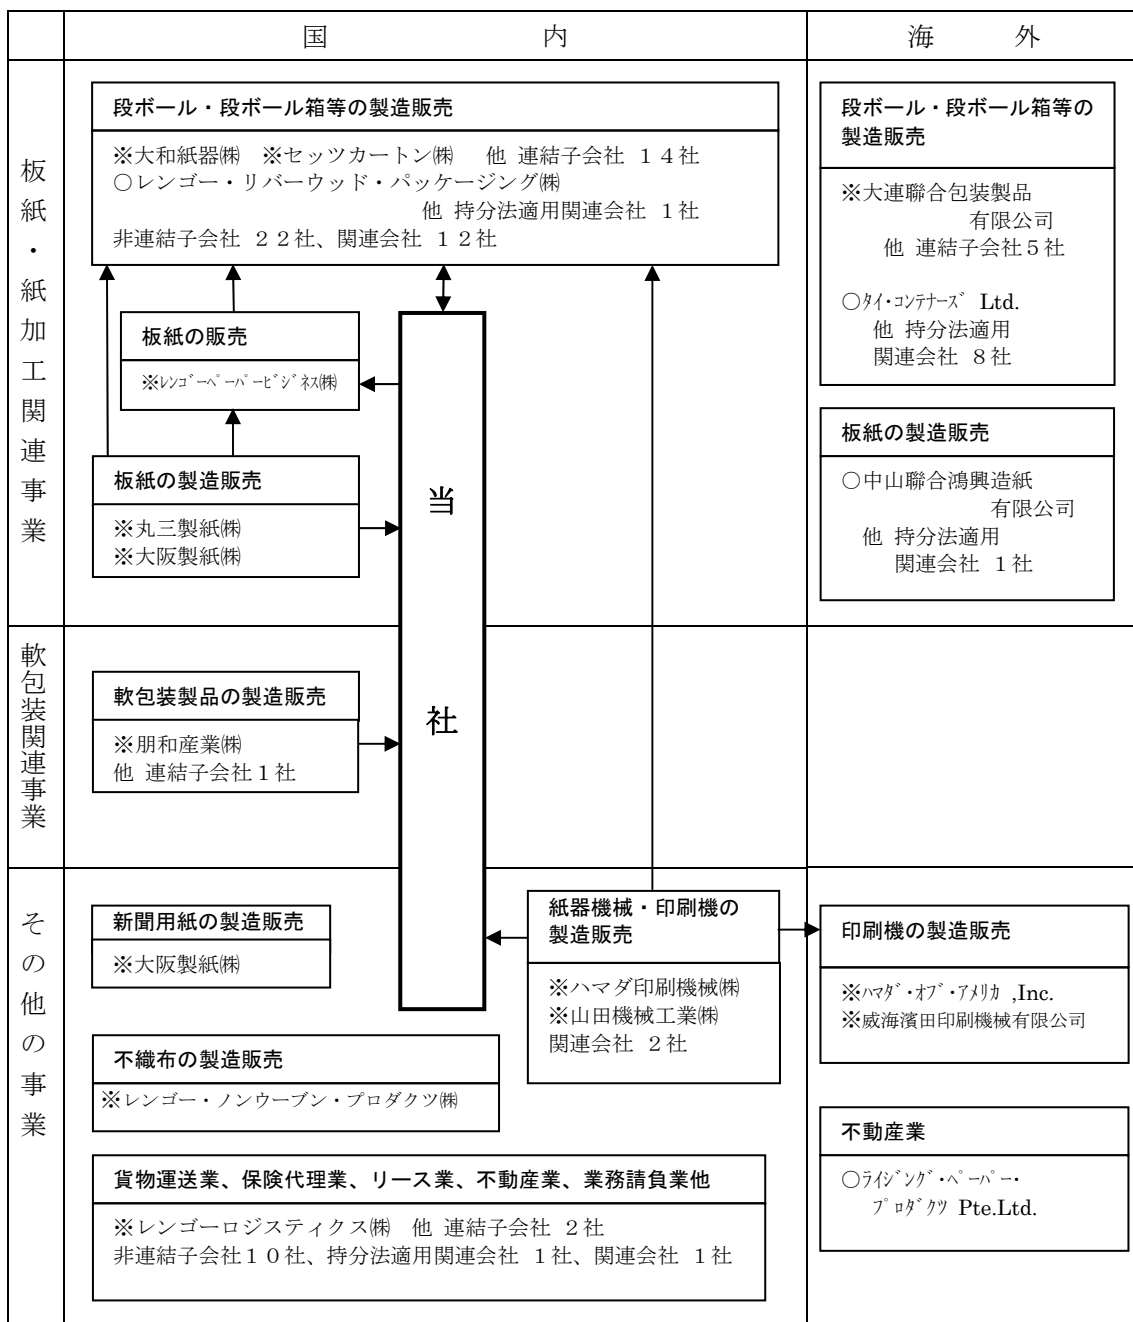 国　　　　　内
海　　外
板紙・紙加工関連事業
段ボール・段ボール箱等の製造販売
※大和紙器㈱　※セッツカートン㈱　他 連結子会社 １４社
○レンゴー・リバーウッド・パッケージング㈱
他 持分法適用関連会社 １社
非連結子会社 ２２社、関連会社 １２社
板紙の販売
※ﾚﾝｺﾞｰﾍﾟｰﾊﾟｰﾋﾞｼﾞﾈｽ㈱
板紙の製造販売
※丸三製紙㈱
※大阪製紙㈱
当　社
段ボール・段ボール箱等の
製造販売
※大連聯合包装製品
有限公司
他 連結子会社５社
○ﾀｲ・ｺﾝﾃﾅｰｽﾞ Ltd.
他 持分法適用
関連会社 ８社
板紙の製造販売
○中山聯合鴻興造紙
有限公司
他 持分法適用
関連会社 １社
軟包装関連事業
軟包装製品の製造販売
※朋和産業㈱
他 連結子会社１社
その他の事業
新聞用紙の製造販売
※大阪製紙㈱
紙器機械・印刷機の
製造販売
※ハマダ印刷機械㈱
※山田機械工業㈱
関連会社 ２社
不織布の製造販売
※レンゴー・ノンウーブン・プロダクツ㈱
貨物運送業、保険代理業、リース業、不動産業、業務請負業他
※レンゴーロジスティクス㈱　他 連結子会社 ２社
非連結子会社１０社、持分法適用関連会社 １社、関連会社 １社
印刷機の製造販売
※ﾊﾏﾀﾞ・ｵﾌﾞ・ｱﾒﾘｶ ,Inc.
※威海濱田印刷機械有限公司
不動産業
○ﾗｲｼﾞﾝｸﾞ・ﾍﾟｰﾊﾟｰ・
ﾌﾟﾛﾀﾞｸﾂ Pte.Ltd.